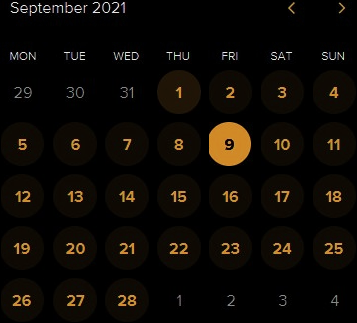 September 2021 < >
MON TUE WED THU FRI SAT SUN
29 30 31 1 2 3 4
5 6 7 8 9 10 11
12 13 14 15 16 17 18
19 20 21 22 23 24 25
26 27 28 1 2 3 4